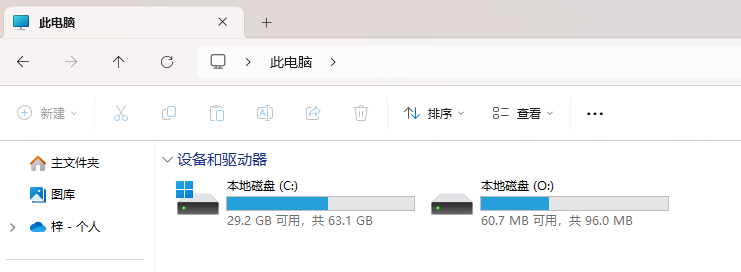 此电脑
此电脑
新建
排序
查看
主文件夹
设备和驱动器
图库
本地磁盘 (C:)
本地磁盘 (O:)
29.2 GB 可用，共 63.1 GB
60.7 MB 可用，共 96.0 MB
梓 - 个人